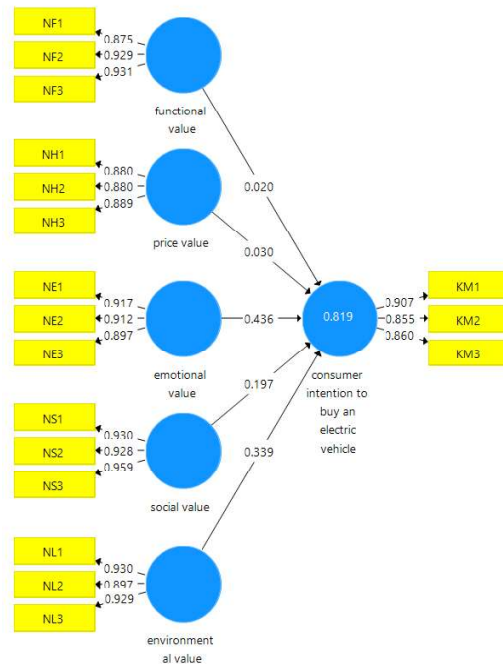 NF1
0.875
NF2
0.929
NF3
0.931
functional
value
0.020
NH1
0.880
NH2
0.880
NH3
0.889
price value
0.030
NE1
0.917
NE2
0.912
NE3
0.897
emotional
value
0.436
0.819
consumer
intention to
buy an
electric
vehicle
0.907
KM1
0.855
KM2
0.860
KM3
NS1
0.930
NS2
0.928
NS3
0.959
social value
0.197
NL1
0.930
NL2
0.897
NL3
0.929
environment
al value
0.339